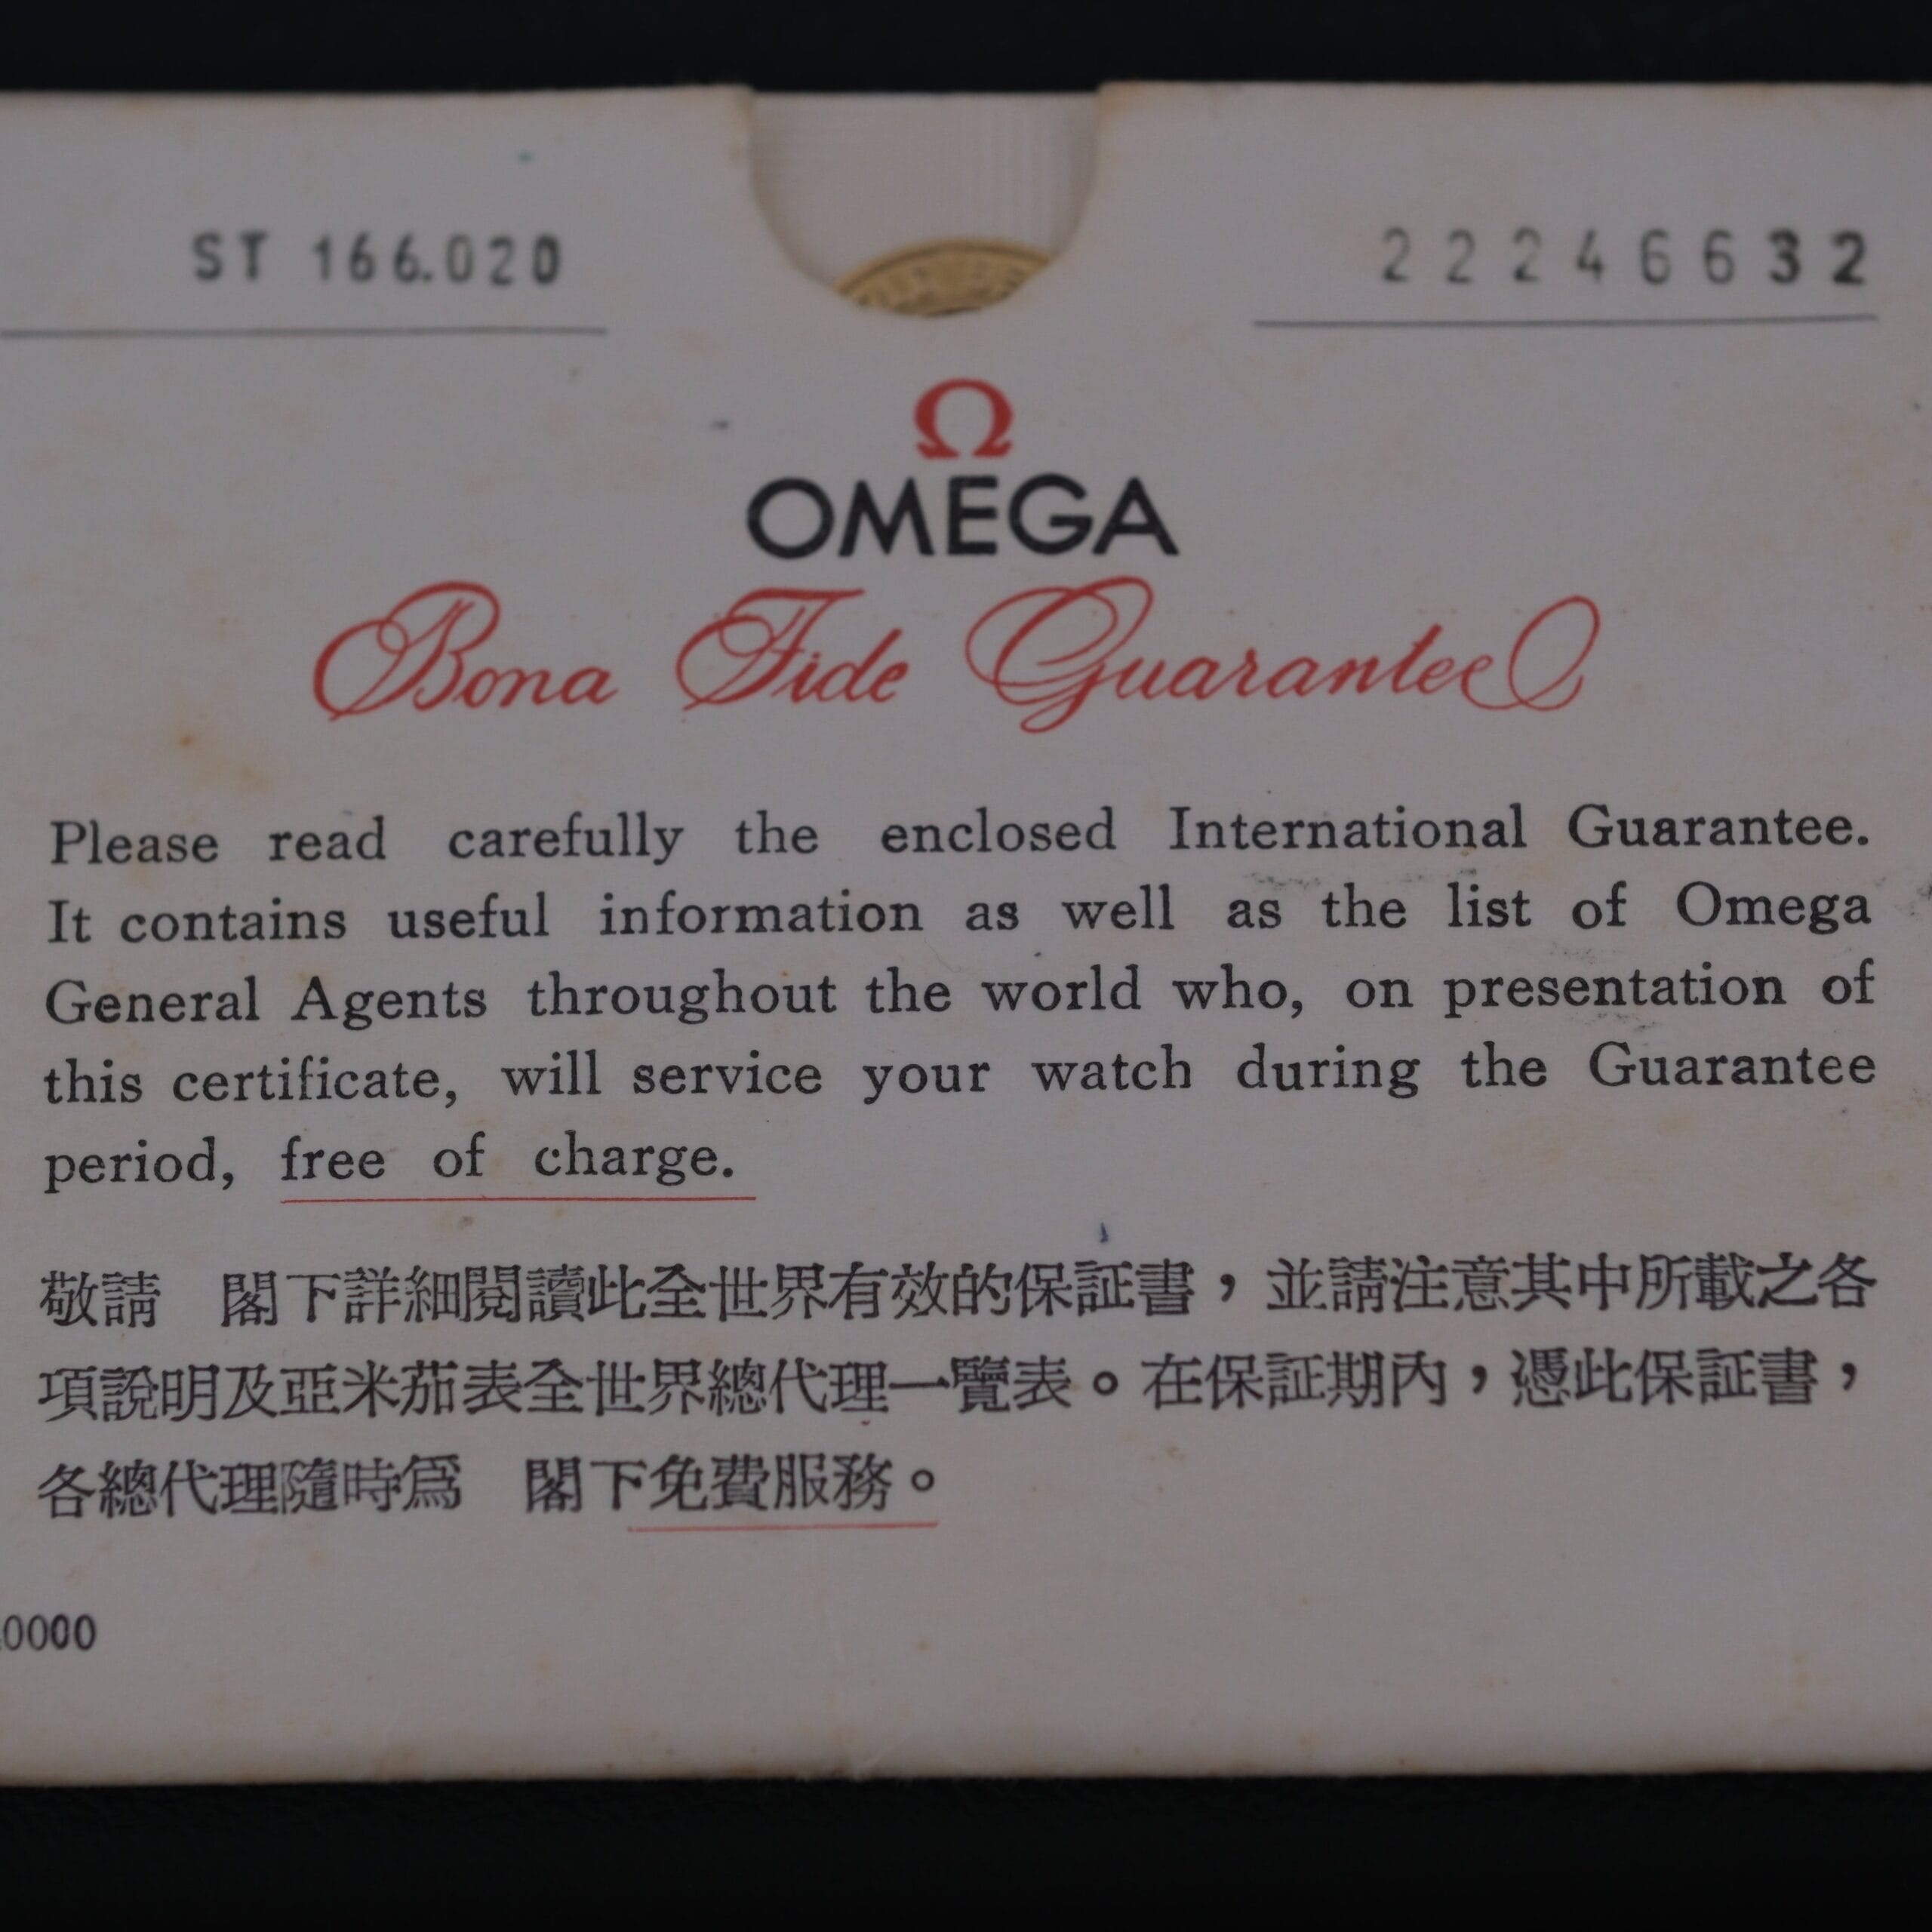 ST 166.020
22246632
Ω
OMEGA
Bona Fide Guarantee
Please read carefully the enclosed International Guarantee.
It contains useful information as well as the list of Omega
General Agents throughout the world who, on presentation of
this certificate, will service your watch during the Guarantee
period, free of charge.
敬請　閣下詳細閱讀此全世界有效的保証書，並請注意其中所載之各
項說明及亞米茄表全世界總代理一覽表。在保証期內，憑此保証書，
各總代理隨時爲　閣下免費服務。
0000